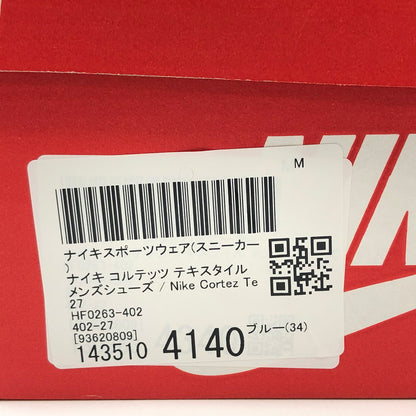 NIK
M
ナイキスポーツウェア(スニーカー
)
ナイキ コルテッツ テキスタイル
メンズシューズ / Nike Cortez Te
27
HF0263-402
402-27
[93620809]
143510 4140 ブルー(34)